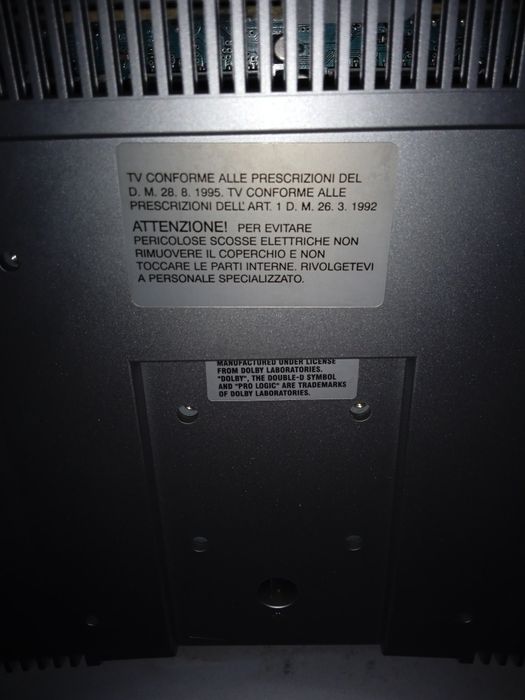 TV CONFORME ALLE PRESCRIZIONI DEL
D. M. 28. 8. 1995. TV CONFORME ALLE
PRESCRIZIONI DELL' ART. 1 D. M. 26. 3. 1992
ATTENZIONE! PER EVITARE
PERICOLOSE SCOSSE ELETTRICHE NON
RIMUOVERE IL COPERCHIO E NON
TOCCARE LE PARTI INTERNE. RIVOLGETEVI
A PERSONALE SPECIALIZZATO.
MANUFACTURED UNDER LICENSE
FROM DOLBY LABORATORIES.
"DOLBY", THE DOUBLE-D SYMBOL
AND "PRO LOGIC" ARE TRADEMARKS
OF DOLBY LABORATORIES.